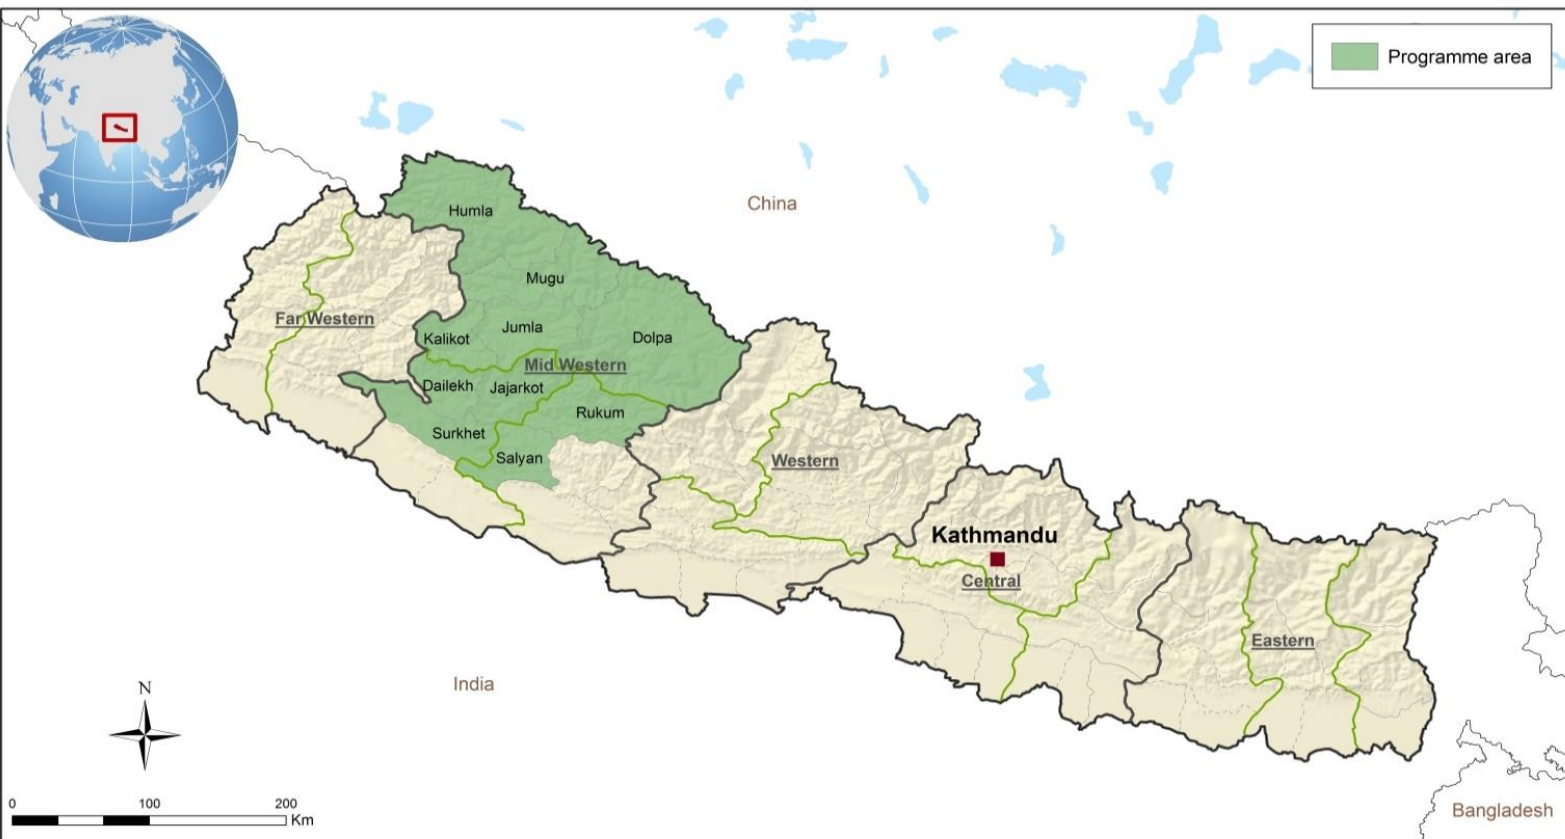 Programme area
China
Humla
Mugu
Far Western
Jumla
Kalikot
Dolpa
Mid Western
Dailekh
Jajarkot
Rukum
Surkhet
Salyan
Western
Kathmandu
Central
Eastern
India
N
0 100 200
Km
Bangladesh